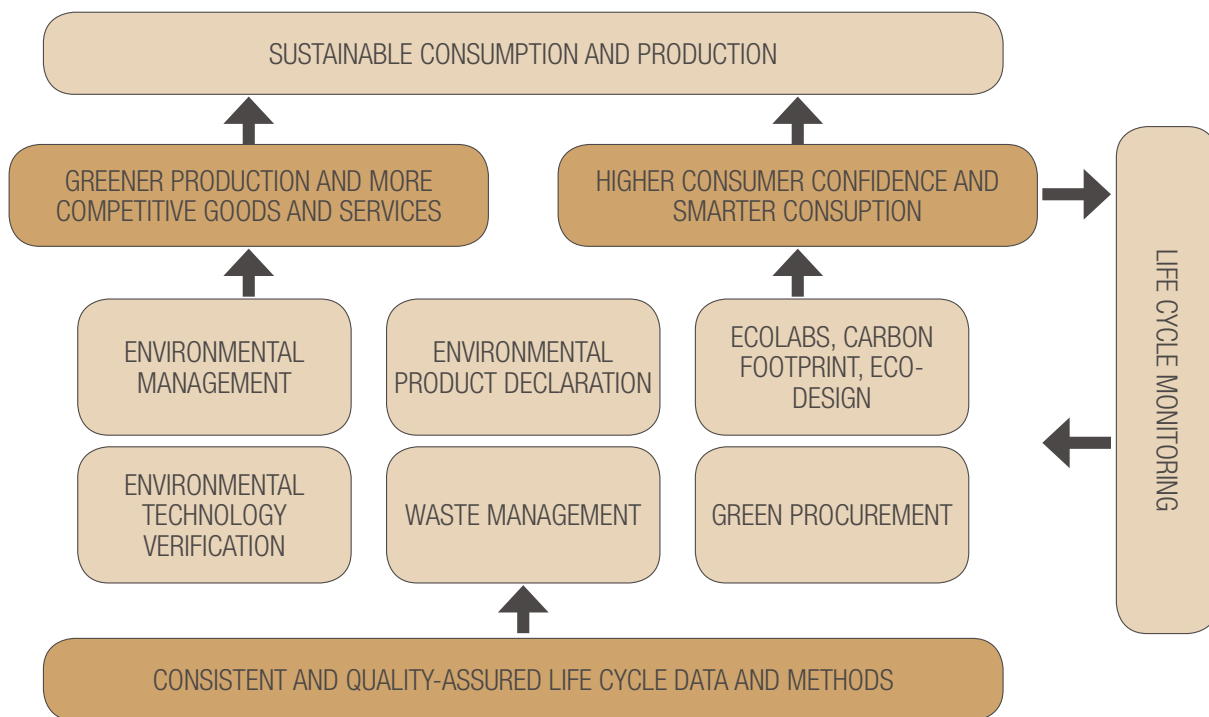 SUSTAINABLE CONSUMPTION AND PRODUCTION
GREENER PRODUCTION AND MORE
COMPETITIVE GOODS AND SERVICES
HIGHER CONSUMER CONFIDENCE AND
SMARTER CONSUPTION
LIFE CYCLE MONITORING
ENVIRONMENTAL
MANAGEMENT
ENVIRONMENTAL
PRODUCT DECLARATION
ECOLABS, CARBON
FOOTPRINT, ECO-
DESIGN
ENVIRONMENTAL
TECHNOLOGY
VERIFICATION
WASTE MANAGEMENT
GREEN PROCUREMENT
CONSISTENT AND QUALITY-ASSURED LIFE CYCLE DATA AND METHODS